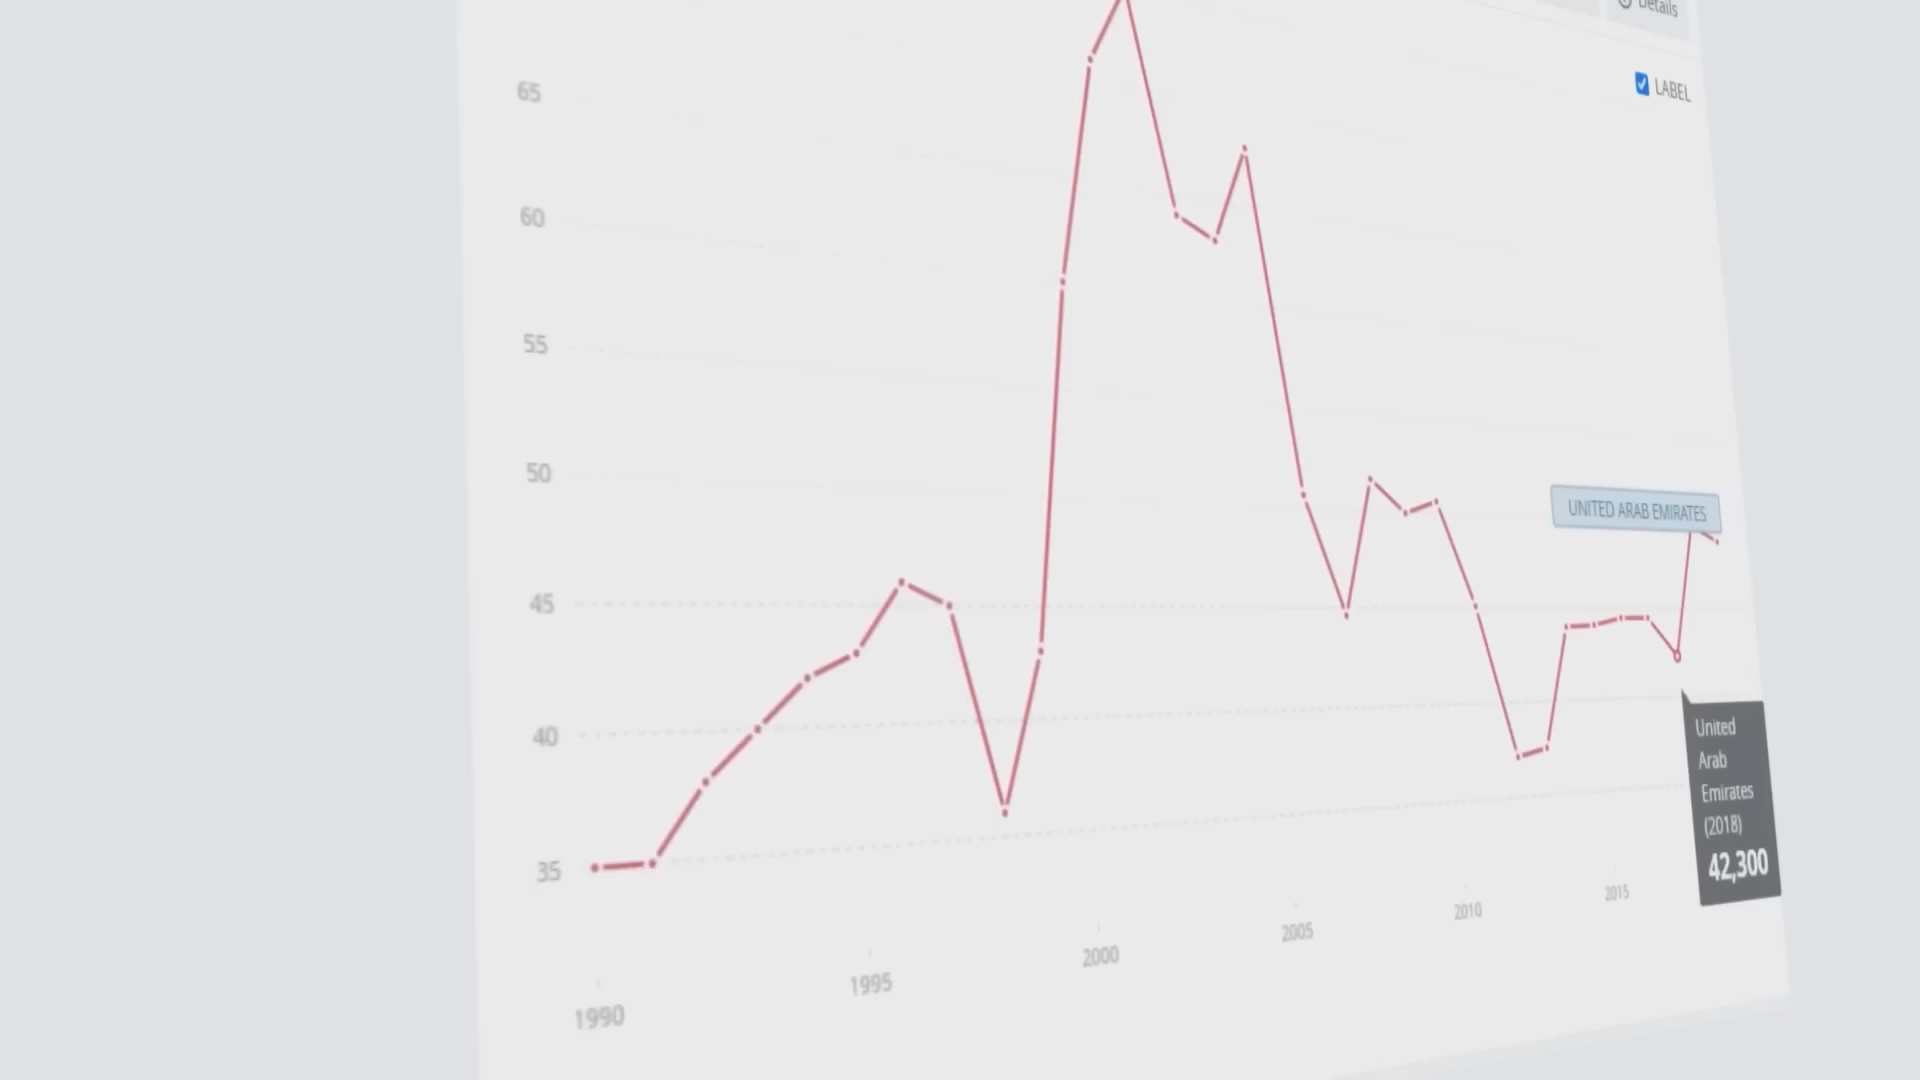 Details
LABEL
65
60
55
50
45
40
35
UNITED ARAB EMIRATES
United
Arab
Emirates
(2018)
42,300
1990
1995
2000
2005
2010
2015